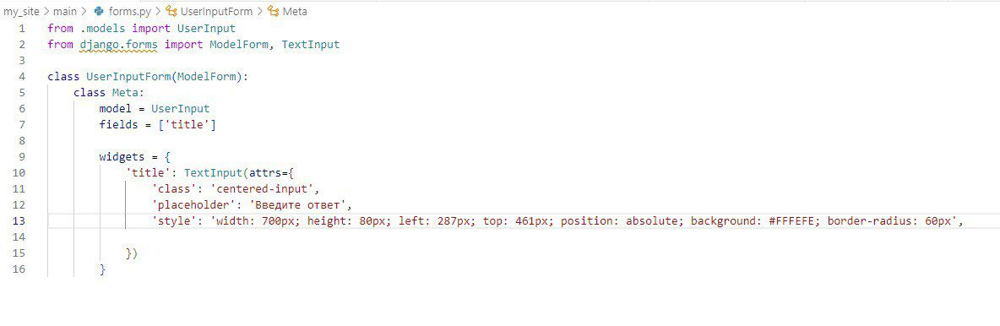 my_site > main > forms.py > UserInputForm > Meta
1 from .models import UserInput
2 from django.forms import ModelForm, TextInput
3
4 class UserInputForm(ModelForm):
5     class Meta:
6         model = UserInput
7         fields = ['title']
8
9         widgets = {
10             'title': TextInput(attrs={
11                 'class': 'centered-input',
12                 'placeholder': 'Введите ответ',
13                 'style': 'width: 700px; height: 80px; left: 287px; top: 461px; position: absolute; background: #FFFEFE; border-radius: 60px',
14
15             })
16         }